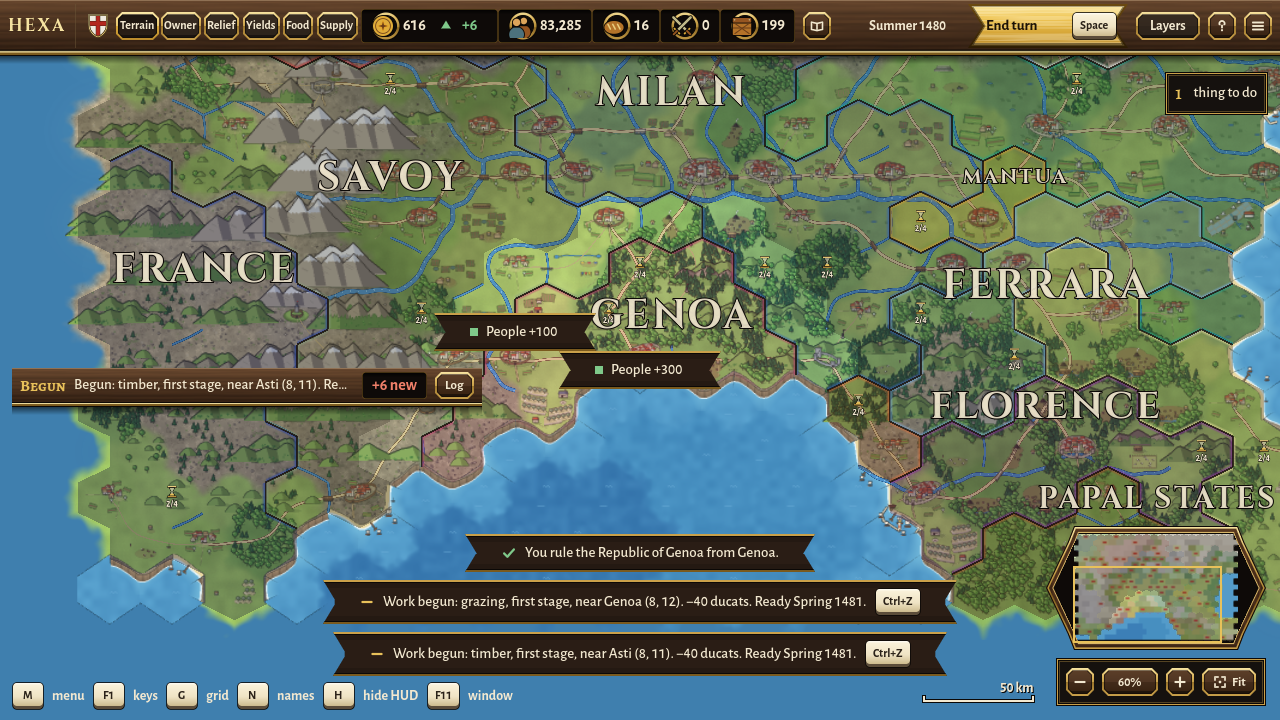 HEXA
Terrain
Owner
Relief
Yields
Food
Supply
616
+6
83,285
16
0
199
Summer 1480
End turn
Space
Layers
?
1 thing to do
MILAN
SAVOY
MANTUA
FRANCE
GENOA
FERRARA
FLORENCE
PAPAL STATES
2/4
2/4
2/4
2/4
2/4
2/4
2/4
2/4
2/4
2/4
2/4
2/4
2/4
2/4
People +100
People +300
BEGUN Begun: timber, first stage, near Asti (8, 11). Re...
+6 new
Log
You rule the Republic of Genoa from Genoa.
Work begun: grazing, first stage, near Genoa (8, 12). −40 ducats. Ready Spring 1481.
Ctrl+Z
Work begun: timber, first stage, near Asti (8, 11). −40 ducats. Ready Spring 1481.
Ctrl+Z
M menu
F1 keys
G grid
N names
H hide HUD
F11 window
50 km
60%
Fit